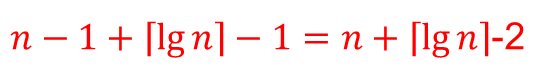 n − 1 + ⌈lg n⌉ − 1 = n + ⌈lg n⌉-2